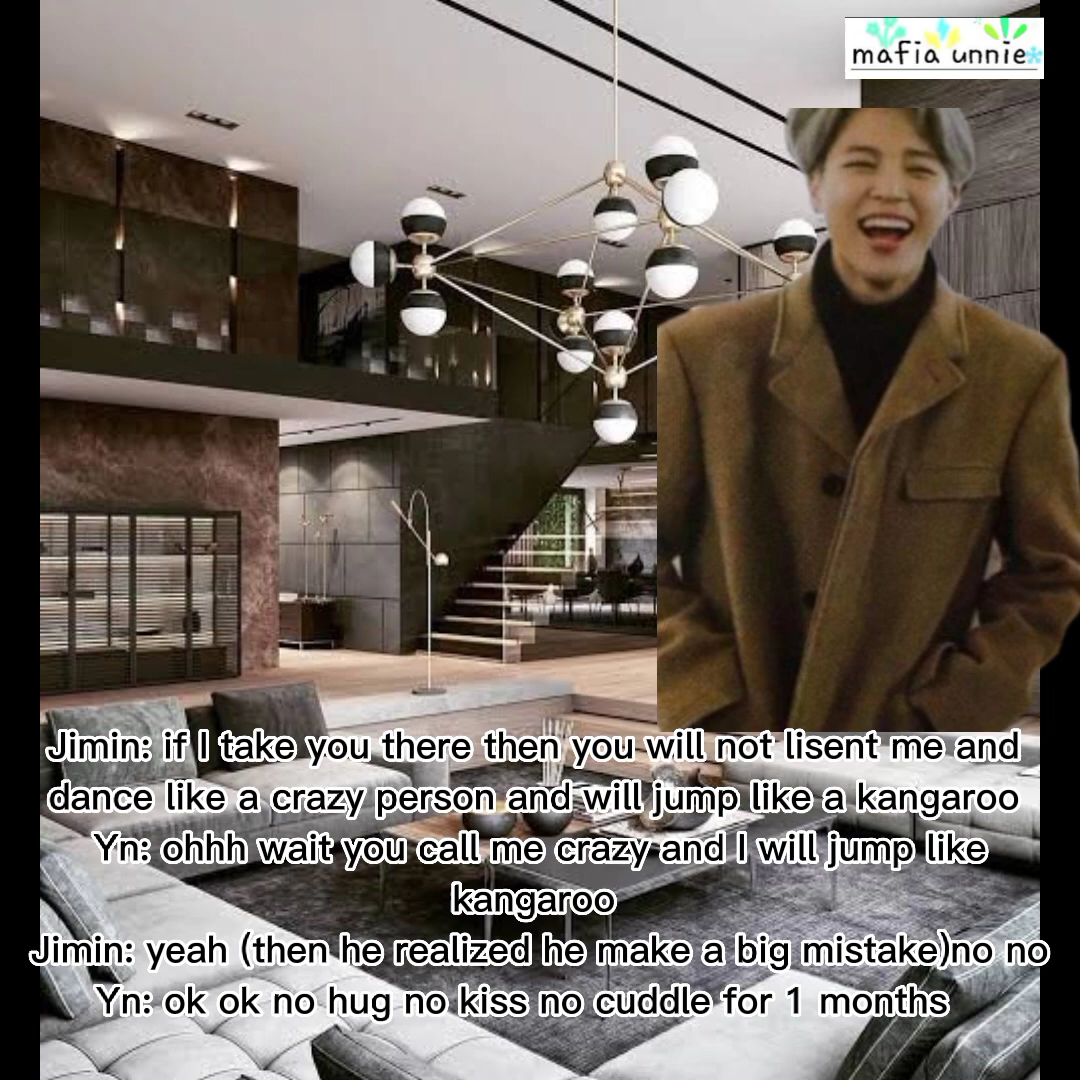 mafia unnie
Jimin: if I take you there then you will not lisent me and
dance like a crazy person and will jump like a kangaroo
Yn: ohhh wait you call me crazy and I will jump like
kangaroo
Jimin: yeah (then he realized he make a big mistake)no no
Yn: ok ok no hug no kiss no cuddle for 1 months